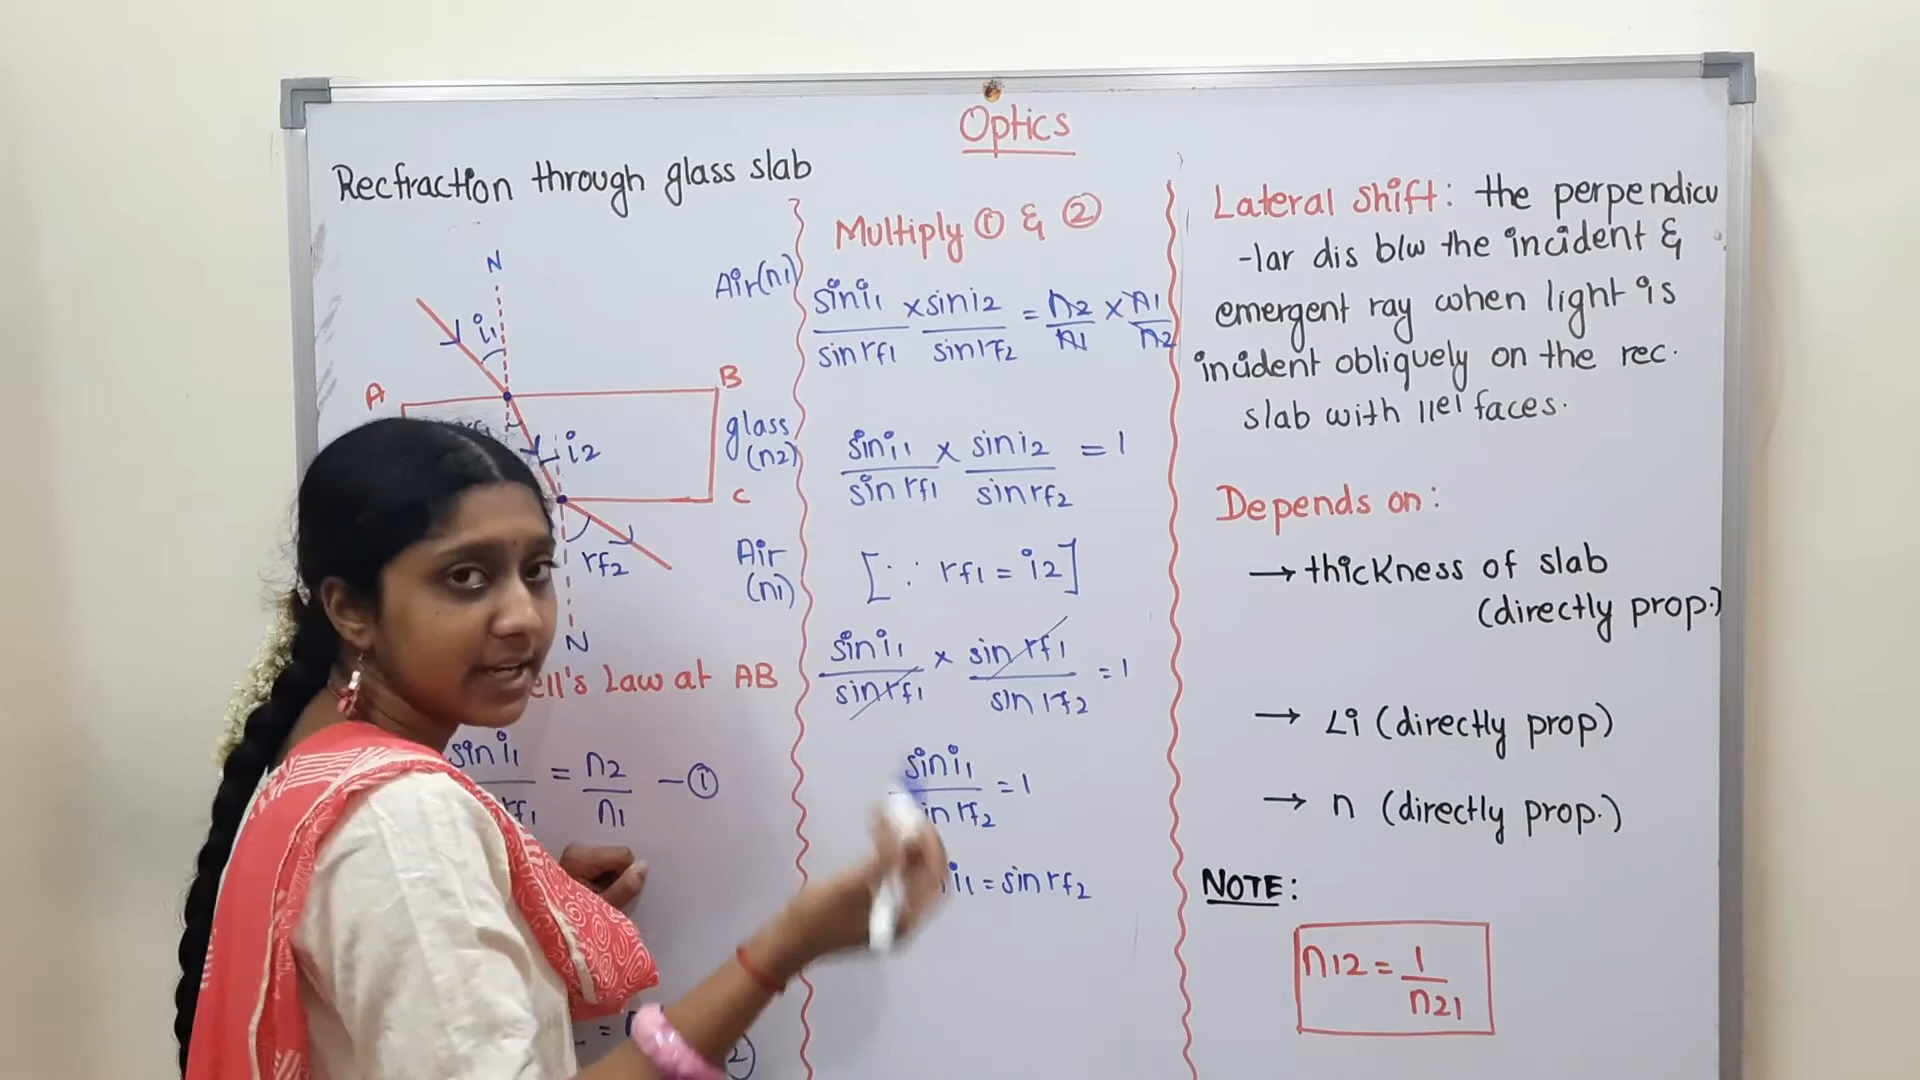 Optics
Recfraction through glass slab
N
i1
Air(n1)
A
B
i2
glass
(n2)
C
rf2
Air
(n1)
N
ell's Law at AB
sin i1 / rf1 = n2 / n1 - ①
= 
2
Multiply ① & ②
sin i1 / sin rf1 × sin i2 / sin rf2 = n2 / n1 × n1 / n2
sin i1 / sin rf1 × sin i2 / sin rf2 = 1
[∵ rf1 = i2]
sin i1 / sin rf1 × sin rf1 / sin rf2 = 1
sin i1 / in rf2 = 1
i1 = sin rf2
Lateral shift: the perpendicu
-lar dis b/w the incident &
emergent ray when light is
incident obliquely on the rec.
slab with llel faces.
Depends on:
→ thickness of slab
(directly prop.)
→ ∠i (directly prop)
→ n (directly prop.)
NOTE:
n12 = 1 / n21